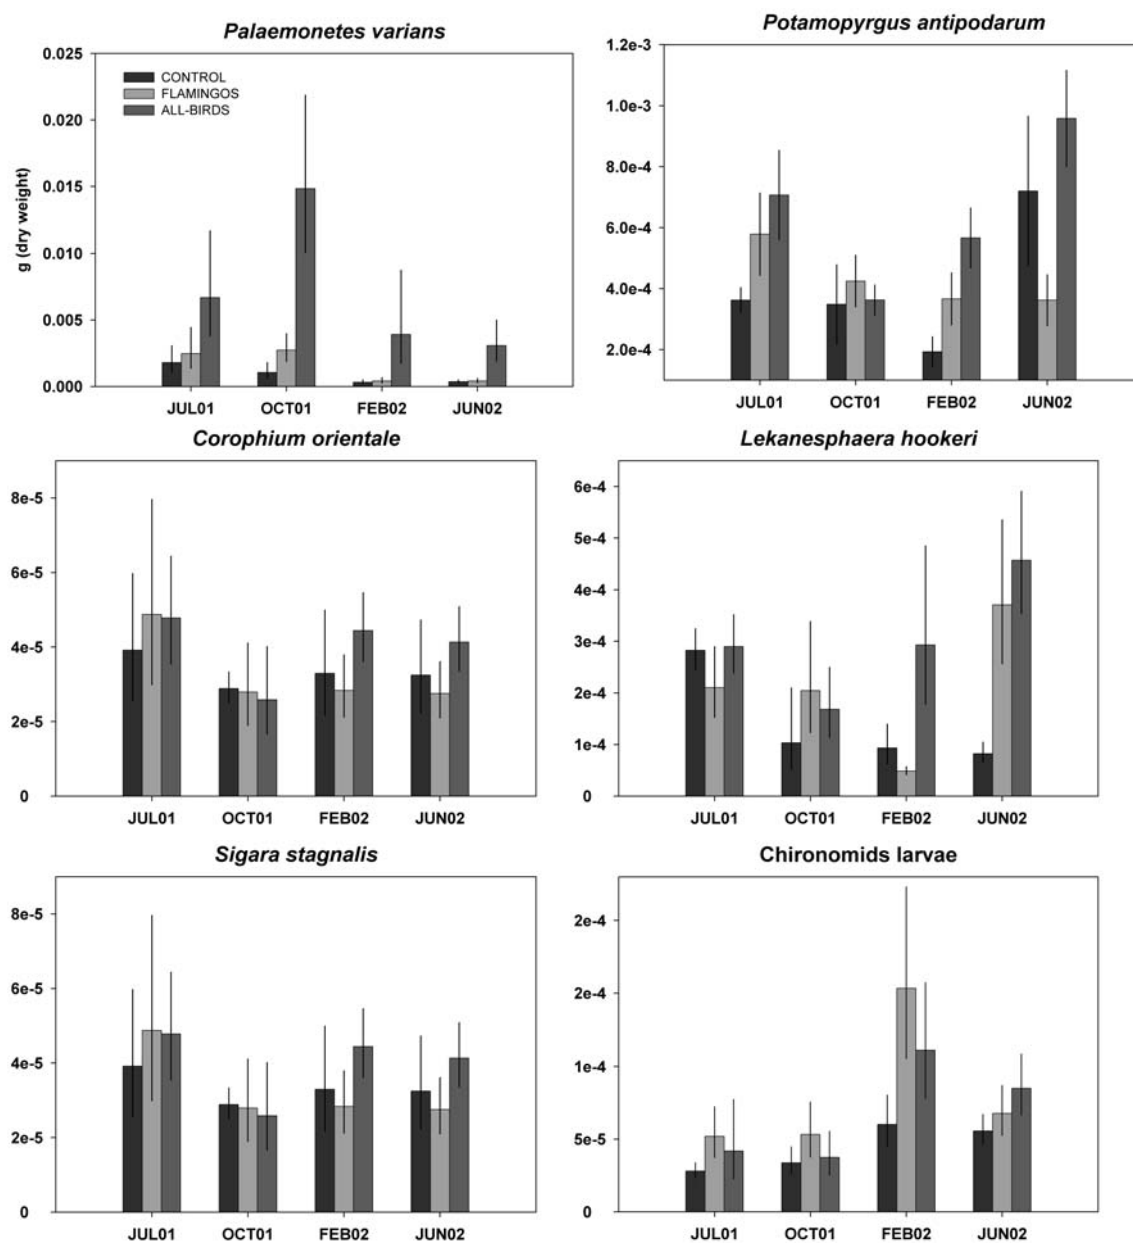 Palaemonetes varians
0.025
0.020
0.015
0.010
0.005
0.000
g (dry weight)
CONTROL
FLAMINGOS
ALL-BIRDS
JUL01 OCT01 FEB02 JUN02
Potamopyrgus antipodarum
1.2e-3
1.0e-3
8.0e-4
6.0e-4
4.0e-4
2.0e-4
JUL01 OCT01 FEB02 JUN02
Corophium orientale
8e-5
6e-5
4e-5
2e-5
0
JUL01 OCT01 FEB02 JUN02
Lekanesphaera hookeri
6e-4
5e-4
4e-4
3e-4
2e-4
1e-4
0
JUL01 OCT01 FEB02 JUN02
Sigara stagnalis
8e-5
6e-5
4e-5
2e-5
0
JUL01 OCT01 FEB02 JUN02
Chironomids larvae
2e-4
2e-4
1e-4
5e-5
0
JUL01 OCT01 FEB02 JUN02